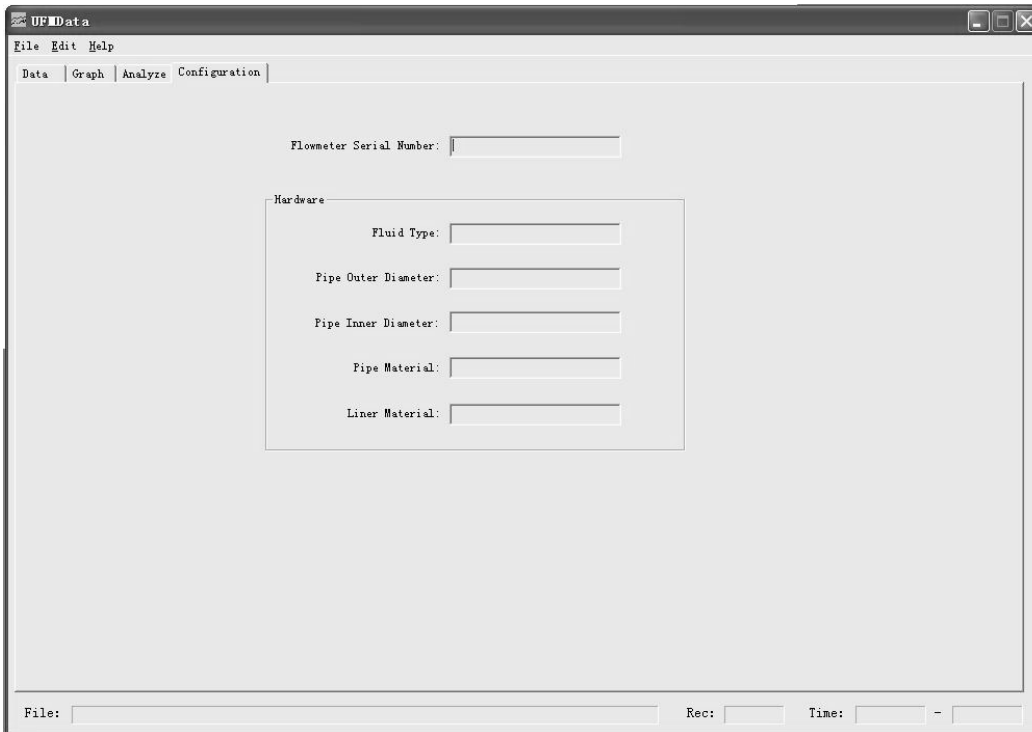 UFMData
File Edit Help
Data Graph Analyze Configuration
Flowmeter Serial Number:
Hardware
Fluid Type:
Pipe Outer Diameter:
Pipe Inner Diameter:
Pipe Material:
Liner Material:
File: Rec: Time: -